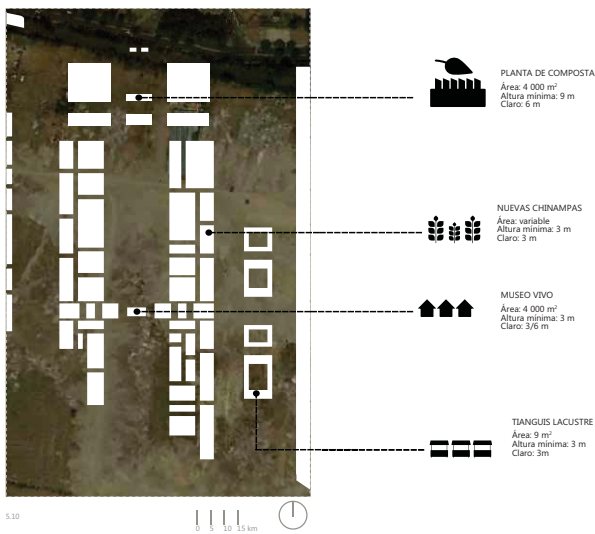 PLANTA DE COMPOSTA
Área: 4 000 m²
Altura mínima: 9 m
Claro: 6 m
NUEVAS CHINAMPAS
Área: variable
Altura mínima: 3 m
Claro: 3 m
MUSEO VIVO
Área: 4 000 m²
Altura mínima: 3 m
Claro: 3/6 m
TIANGUIS LACUSTRE
Área: 9 m²
Altura mínima: 3 m
Claro: 3m
5.10
0 5 10 15 km